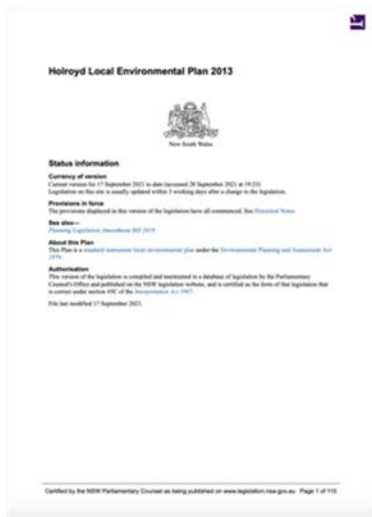 Holroyd Local Environmental Plan 2013
New South Wales
Status information
Currency of version
Current version for 17 September 2021 to date (accessed 28 September 2021 at 19:23)
Legislation on this site is usually updated within 3 working days after a change to the legislation.
Provisions in force
The provisions displayed in this version of the legislation have all commenced. See Historical Notes
See also—
Planning Legislation Amendment Bill 2019
About this Plan
This Plan is a standard instrument local environmental plan under the Environmental Planning and Assessment Act
1979.
Authorisation
This version of the legislation is compiled and maintained in a database of legislation by the Parliamentary
Counsel's Office and published on the NSW legislation website, and is certified as the form of that legislation that
is correct under section 45C of the Interpretation Act 1987.
File last modified 17 September 2021.
Certified by the NSW Parliamentary Counsel as being published on www.legislation.nsw.gov.au Page 1 of 115